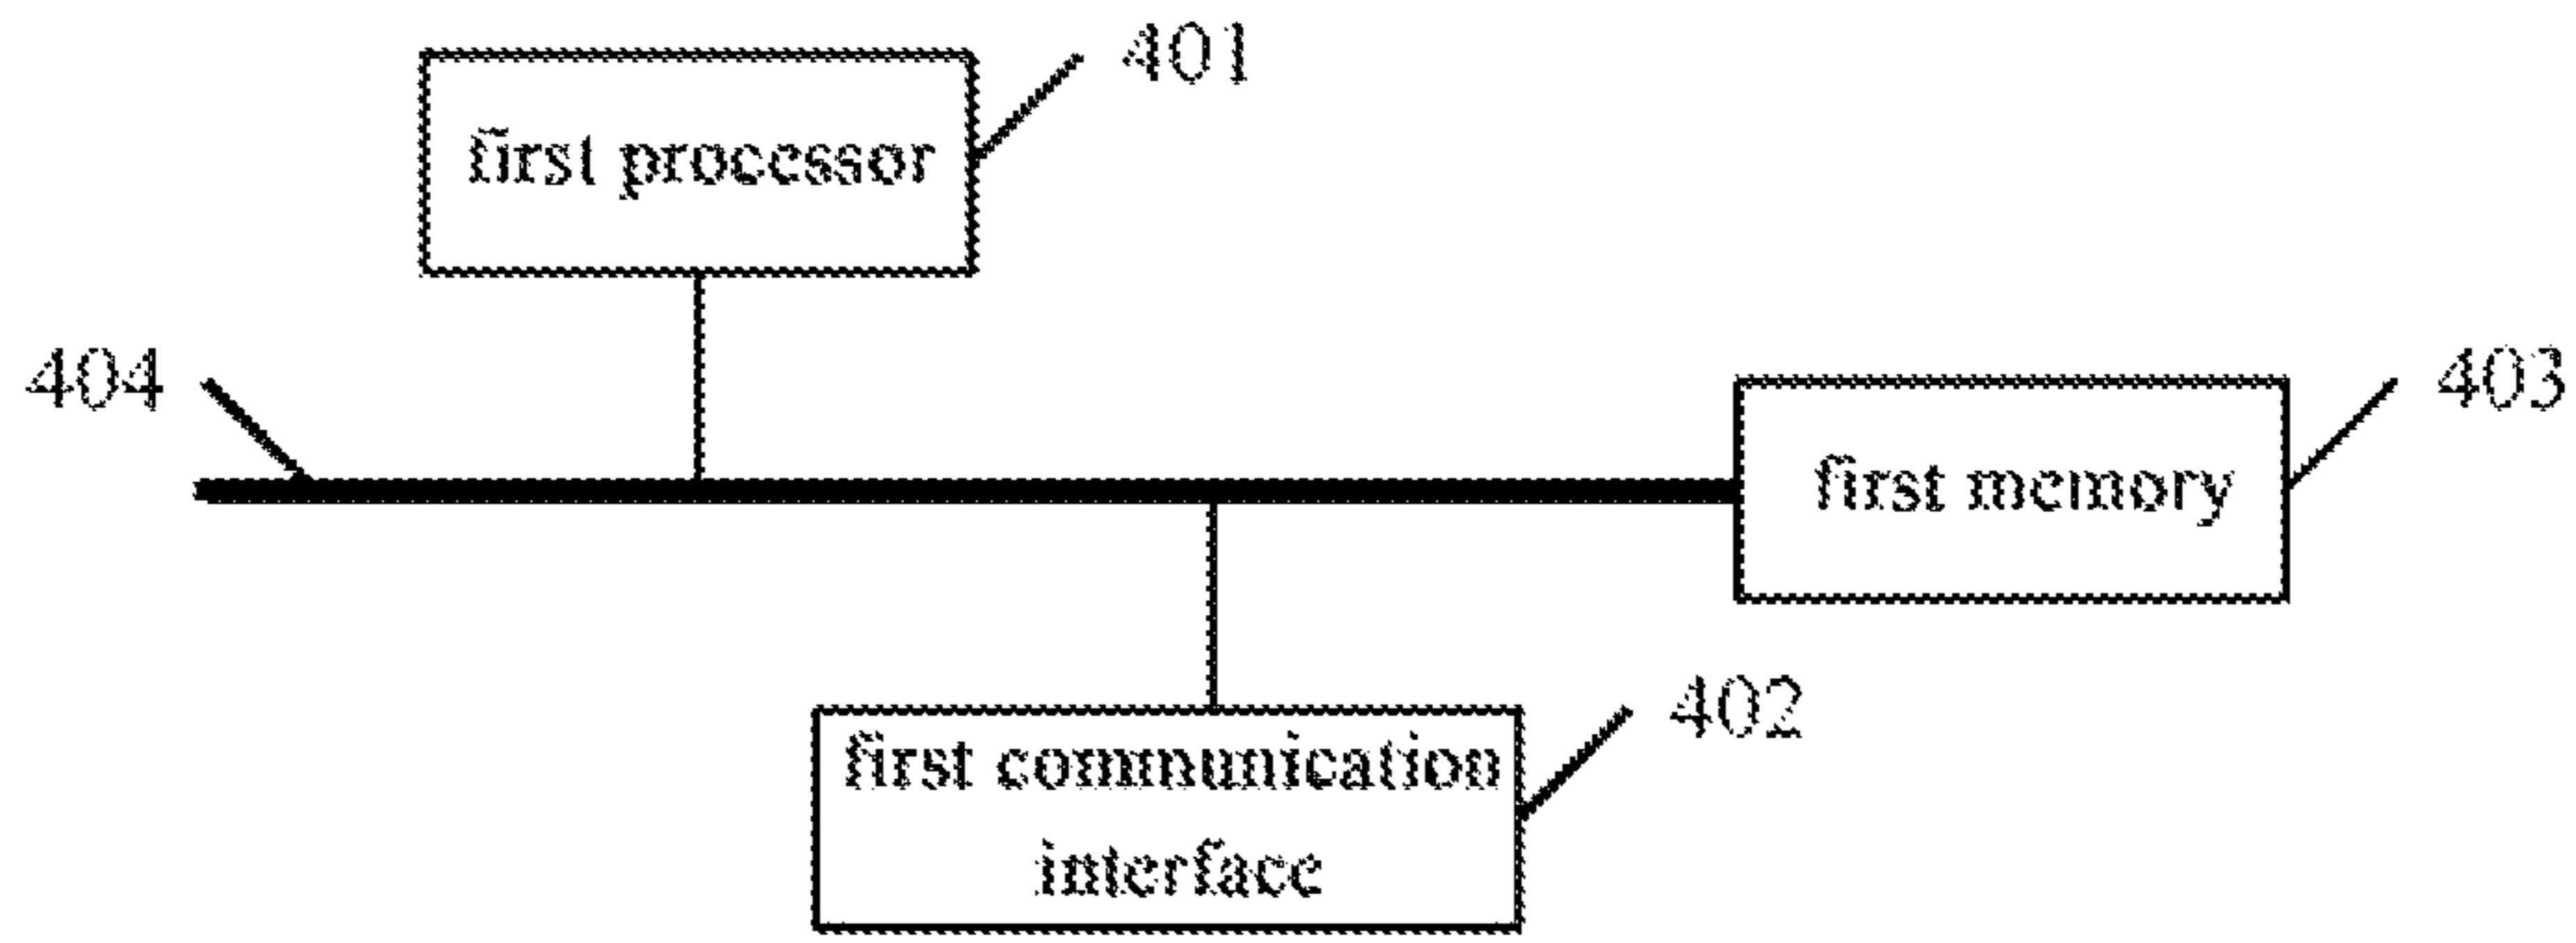 401
first processor
404
403
first memory
402
first communication
interface